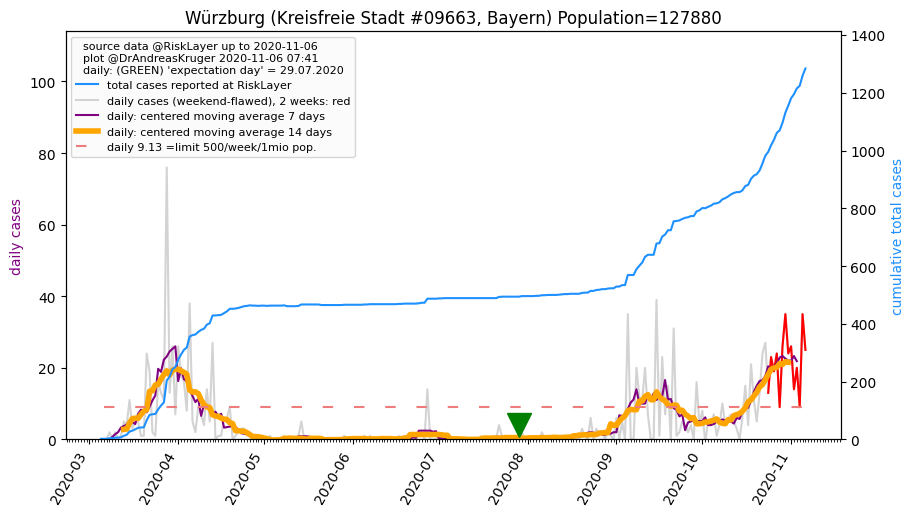 Würzburg (Kreisfreie Stadt #09663, Bayern) Population=127880
source data @RiskLayer up to 2020-11-06
plot @DrAndreasKruger 2020-11-06 07:41
daily: (GREEN) 'expectation day' = 29.07.2020
total cases reported at RiskLayer
daily cases (weekend-flawed), 2 weeks: red
daily: centered moving average 7 days
daily: centered moving average 14 days
daily 9.13 =limit 500/week/1mio pop.
daily cases
100
80
60
40
20
0
cumulative total cases
1400
1200
1000
800
600
400
200
0
2020-03
2020-04
2020-05
2020-06
2020-07
2020-08
2020-09
2020-10
2020-11